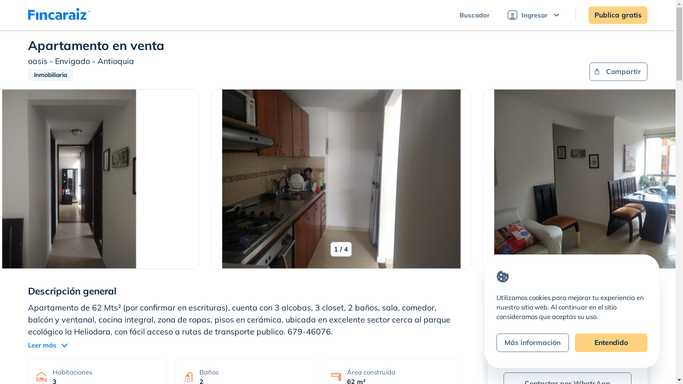 Fincaraiz
Buscador
Ingresar
Publica gratis
Apartamento en venta
oasis - Envigado - Antioquia
Inmobiliaria
Compartir
1 / 4
Descripción general
Apartamento de 62 Mts² (por confirmar en escrituras), cuenta con 3 alcobas, 3 closet, 2 baños, sala, comedor,
balcón y ventanal, cocina integral, zona de ropas, pisos en cerámica, ubicada en excelente sector cerca al parque
ecológico la Heliodora, con fácil acceso a rutas de transporte publico. 679-46076.
Leer más
Habitaciones
3
Baños
2
Área construida
62 m²
Utilizamos cookies para mejorar tu experiencia en
nuestro sitio web. Al continuar en el sitio
consideramos que aceptas su uso.
Más información
Entendido
Contactar por WhatsApp